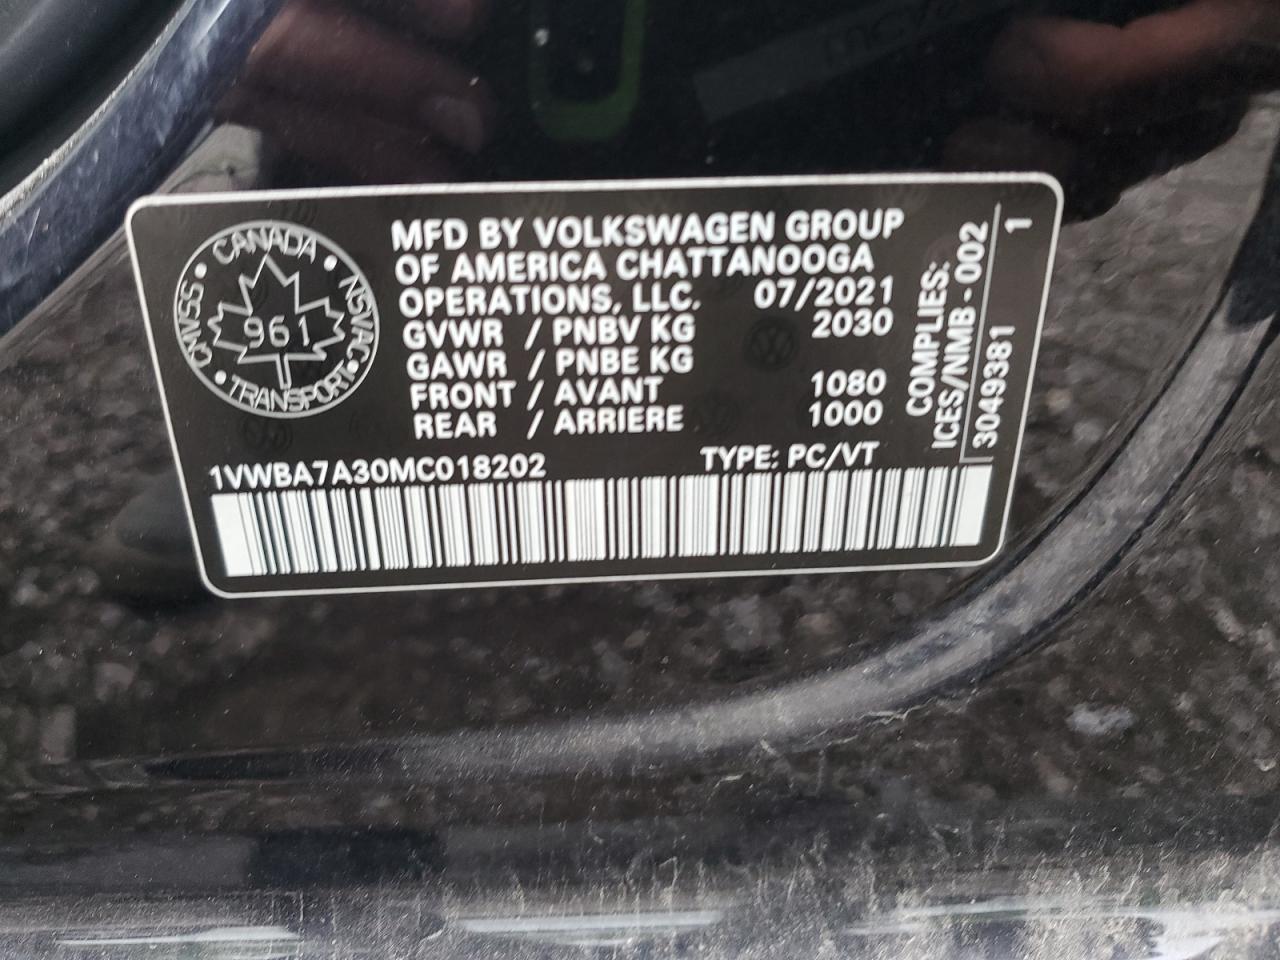 MFD BY VOLKSWAGEN GROUP
OF AMERICA CHATTANOOGA
OPERATIONS, LLC. 07/2021
GVWR / PNBV KG 2030
GAWR / PNBE KG
FRONT / AVANT 1080
REAR / ARRIERE 1000
CANADA • NSVAC • TRANSPORT • CMVSS •
961
COMPLIES:
ICES/NMB-002
3049381 1
1VWBA7A30MC018202 TYPE: PC/VT